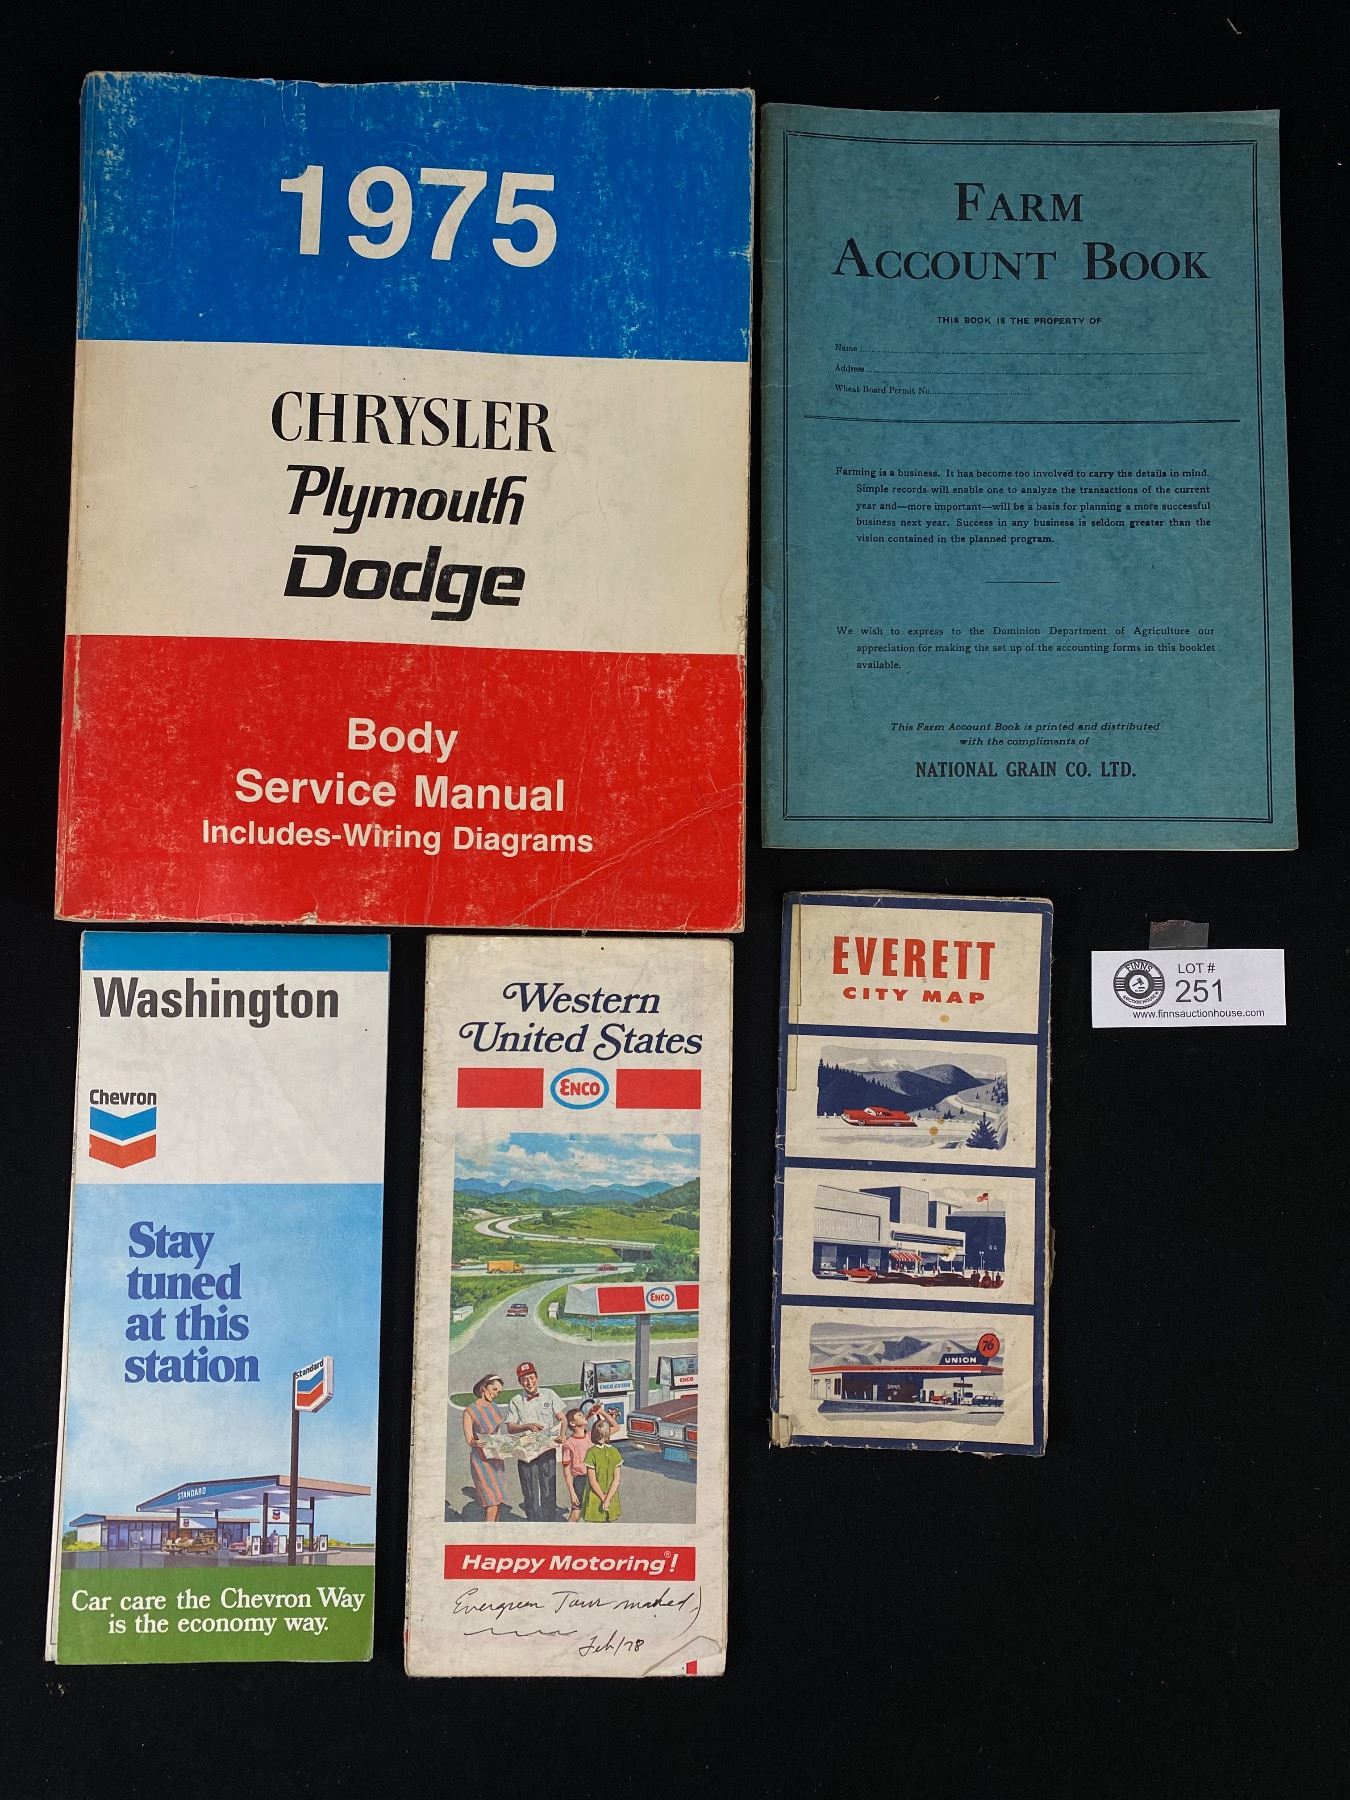 1975
CHRYSLER
Plymouth
Dodge
Body
Service Manual
Includes-Wiring Diagrams
FARM
ACCOUNT BOOK
THIS BOOK IS THE PROPERTY OF
Name
Address
Wheat Board Permit No.
Farming is a business. It has become too involved to carry the details in mind.
Simple records will enable one to analyze the transactions of the current
year and—more important—will be a basis for planning a more successful
business next year. Success in any business is seldom greater than the
vision contained in the planned program.
We wish to express to the Dominion Department of Agriculture our
appreciation for making the set up of the accounting forms in this booklet
available.
This Farm Account Book is printed and distributed
with the compliments of
NATIONAL GRAIN CO. LTD.
Washington
Chevron
Stay
tuned
at this
station
Standard
STANDARD
Car care the Chevron Way
is the economy way.
Western
United States
ENCO
ENCO
ENCO EXTRA
ENCO
Happy Motoring®!
Evergreen Tour marked
Feb/78
EVERETT
CITY MAP
UNION
76
FINNS
AUCTION HOUSE
LOT #
251
www.finnsauctionhouse.com